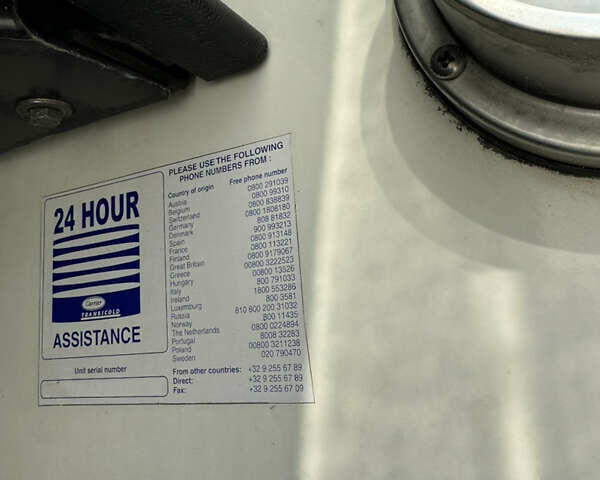 24 HOUR
Carrier
TRANSICOLD
ASSISTANCE
Unit serial number
PLEASE USE THE FOLLOWING
PHONE NUMBERS FROM :
Country of origin Free phone number
Austria 0800 291039
Belgium 0800 99310
Switzerland 0800 838839
Germany 0800 1808180
Denmark 808 81832
Spain 900 993213
France 0800 913148
Finland 0800 113221
Great Britain 0800 9179067
Greece 00800 3222523
Hungary 00800 13526
Italy 800 791033
Ireland 1800 553286
Luxemburg 800 3581
Russia 810 800 200 31032
Norway 800 11435
The Netherlands 0800 0224894
Portugal 8008 32283
Poland 00800 3211238
Sweden 020 790470
From other countries: +32 9 255 67 89
Direct: +32 9 255 67 89
Fax: +32 9 255 67 09